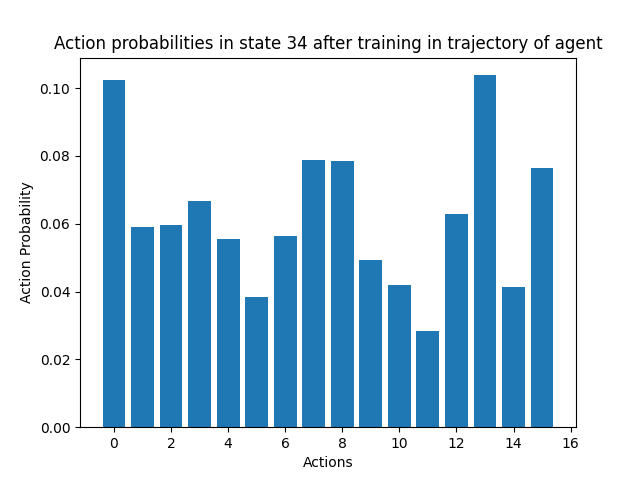 Action probabilities in state 34 after training in trajectory of agent
0.10
0.08
0.06
0.04
0.02
0.00
Action Probability
0 2 4 6 8 10 12 14 16
Actions